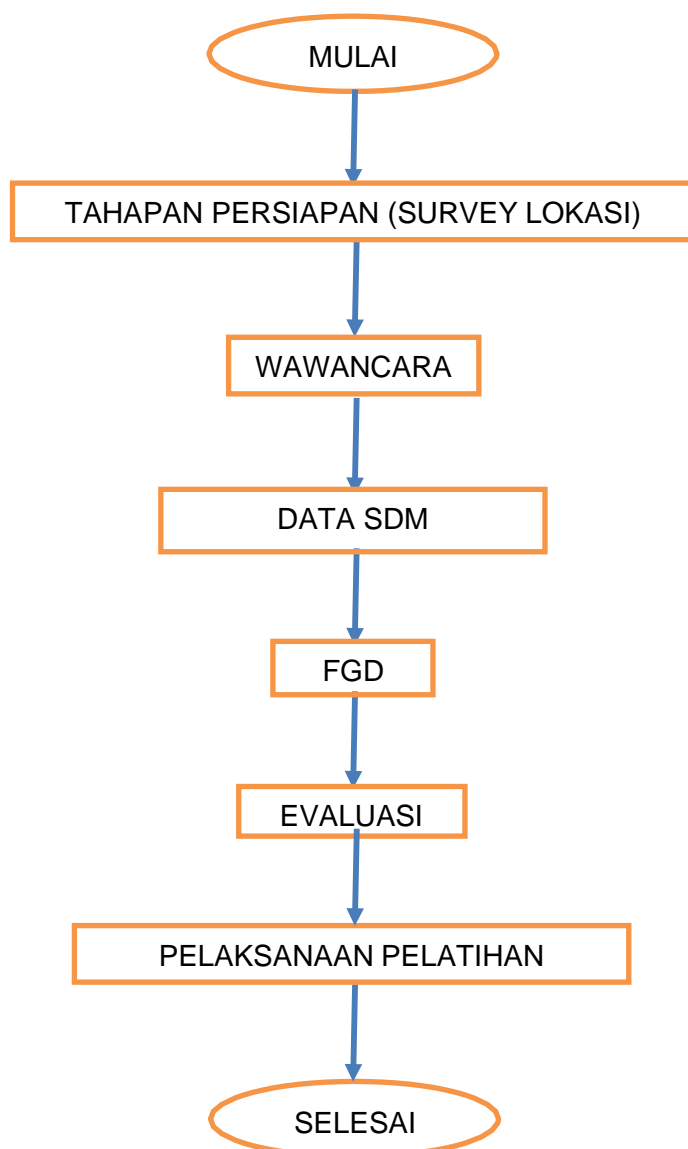 MULAI
TAHAPAN PERSIAPAN (SURVEY LOKASI)
WAWANCARA
DATA SDM
FGD
EVALUASI
PELAKSANAAN PELATIHAN
SELESAI